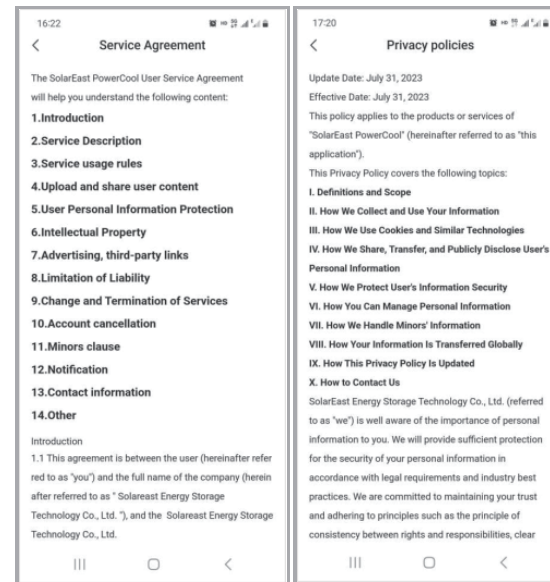 16:22
Service Agreement
The SolarEast PowerCool User Service Agreement
will help you understand the following content:
1.Introduction
2.Service Description
3.Service usage rules
4.Upload and share user content
5.User Personal Information Protection
6.Intellectual Property
7.Advertising, third-party links
8.Limitation of Liability
9.Change and Termination of Services
10.Account cancellation
11.Minors clause
12.Notification
13.Contact information
14.Other
Introduction
1.1 This agreement is between the user (hereinafter refer
red to as "you") and the full name of the company (herein
after referred to as " Solareast Energy Storage
Technology Co., Ltd. "), and the Solareast Energy Storage
Technology Co., Ltd.
17:20
Privacy policies
Update Date: July 31, 2023
Effective Date: July 31, 2023
This policy applies to the products or services of
"SolarEast PowerCool" (hereinafter referred to as "this
application").
This Privacy Policy covers the following topics:
I. Definitions and Scope
II. How We Collect and Use Your Information
III. How We Use Cookies and Similar Technologies
IV. How We Share, Transfer, and Publicly Disclose User's
Personal Information
V. How We Protect User's Information Security
VI. How You Can Manage Personal Information
VII. How We Handle Minors' Information
VIII. How Your Information Is Transferred Globally
IX. How This Privacy Policy Is Updated
X. How to Contact Us
SolarEast Energy Storage Technology Co., Ltd. (referred
to as "we") is well aware of the importance of personal
information to you. We will provide sufficient protection
for the security of your personal information in
accordance with legal requirements and industry best
practices. We are committed to maintaining your trust
and adhering to principles such as the principle of
consistency between rights and responsibilities, clear